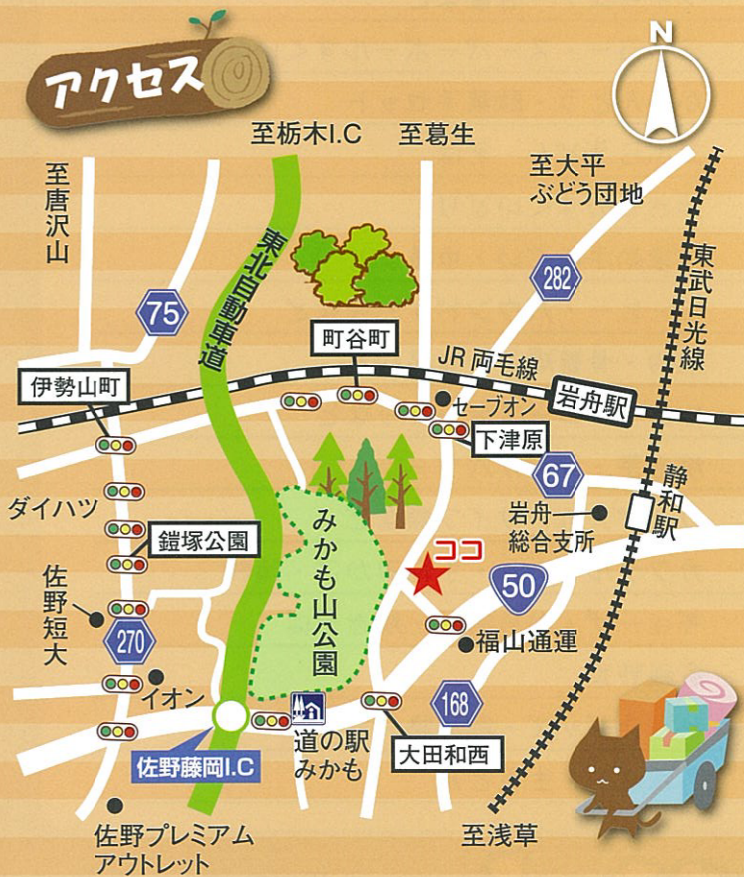 アクセス
N
至栃木I.C
至葛生
至唐沢山
至大平
ぶどう団地
東北自動車道
東武日光線
75
282
町谷町
JR 両毛線
伊勢山町
セーブオン
岩舟駅
下津原
67
ダイハツ
鎧塚公園
みかも山公園
岩舟
総合支所
静和駅
ココ
50
佐野短大
270
福山通運
イオン
168
道の駅
みかも
大田和西
佐野藤岡I.C
佐野プレミアム
アウトレット
至浅草